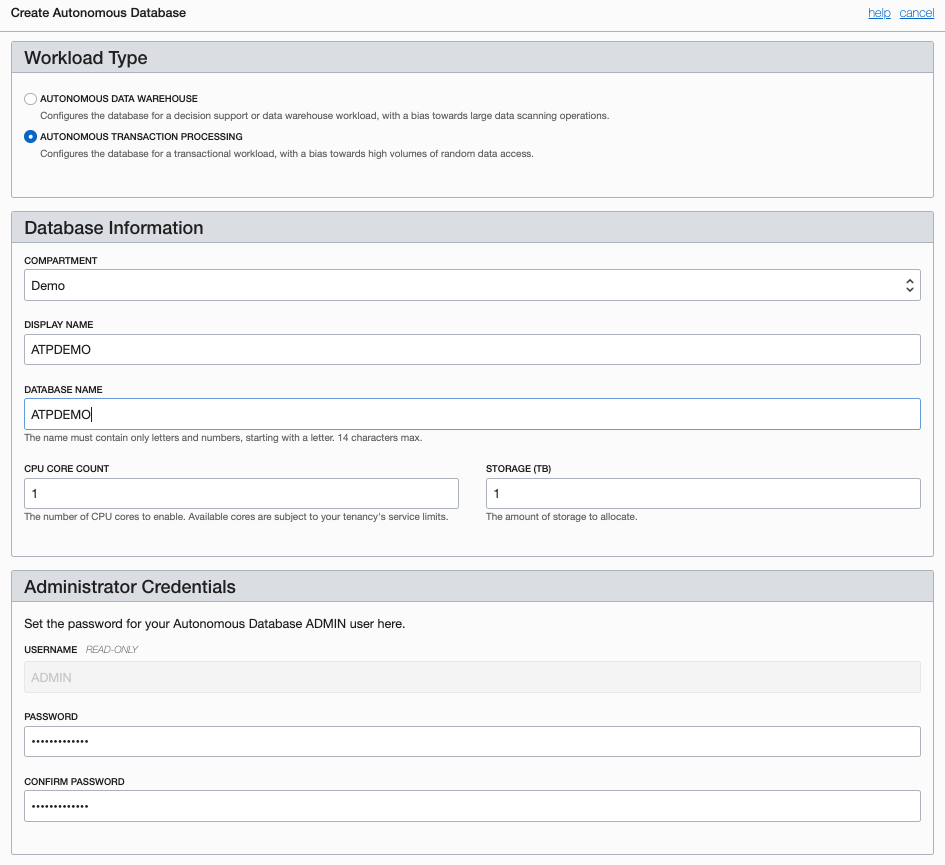 Create Autonomous Database
help cancel
Workload Type
AUTONOMOUS DATA WAREHOUSE
Configures the database for a decision support or data warehouse workload, with a bias towards large data scanning operations.
AUTONOMOUS TRANSACTION PROCESSING
Configures the database for a transactional workload, with a bias towards high volumes of random data access.
Database Information
COMPARTMENT
Demo
DISPLAY NAME
ATPDEMO
DATABASE NAME
ATPDEMO
The name must contain only letters and numbers, starting with a letter. 14 characters max.
CPU CORE COUNT
1
The number of CPU cores to enable. Available cores are subject to your tenancy's service limits.
STORAGE (TB)
1
The amount of storage to allocate.
Administrator Credentials
Set the password for your Autonomous Database ADMIN user here.
USERNAME READ-ONLY
ADMIN
PASSWORD
•••••••••••••
CONFIRM PASSWORD
•••••••••••••